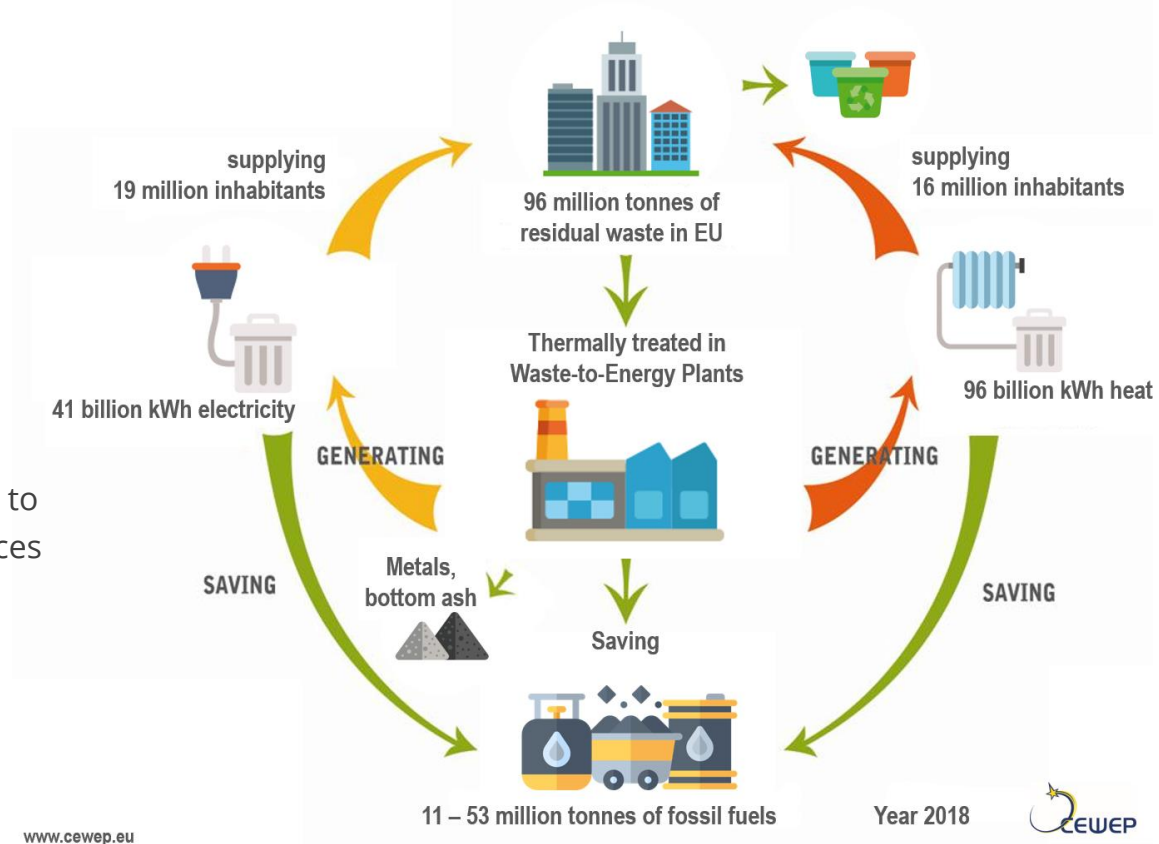 supplying
19 million inhabitants
supplying
16 million inhabitants
96 million tonnes of
residual waste in EU
Thermally treated in
Waste-to-Energy Plants
41 billion kWh electricity
96 billion kWh heat
GENERATING
GENERATING
to
ces
Metals,
bottom ash
SAVING
SAVING
Saving
11 – 53 million tonnes of fossil fuels
Year 2018
CEWEP
www.cewep.eu